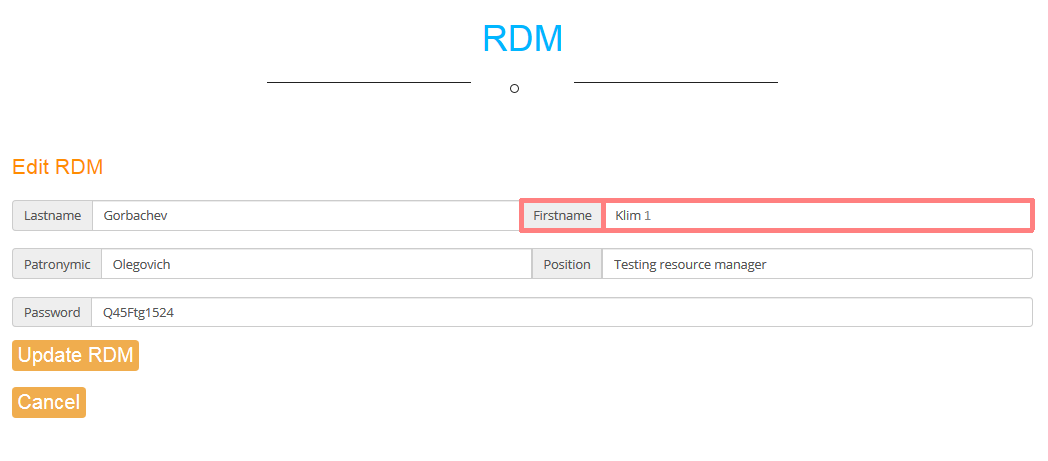 RDM
Edit RDM
Lastname Gorbachev Firstname Klim 1
Patronymic Olegovich Position Testing resource manager
Password Q45Ftg1524
Update RDM
Cancel